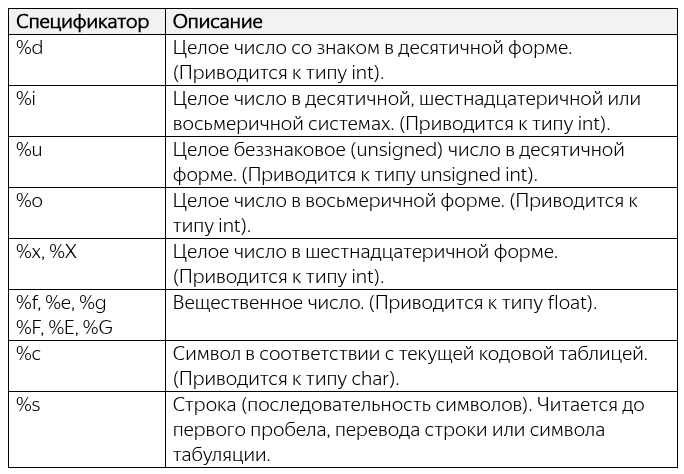 Спецификатор Описание
%d Целое число со знаком в десятичной форме.
(Приводится к типу int).
%i Целое число в десятичной, шестнадцатеричной или
восьмеричной системах. (Приводится к типу int).
%u Целое беззнаковое (unsigned) число в десятичной
форме. (Приводится к типу unsigned int).
%o Целое число в восьмеричной форме. (Приводится к
типу int).
%x, %X Целое число в шестнадцатеричной форме.
(Приводится к типу int).
%f, %e, %g Вещественное число. (Приводится к типу float).
%F, %E, %G
%c Символ в соответствии с текущей кодовой таблицей.
(Приводится к типу char).
%s Строка (последовательность символов). Читается до
первого пробела, перевода строки или символа
табуляции.